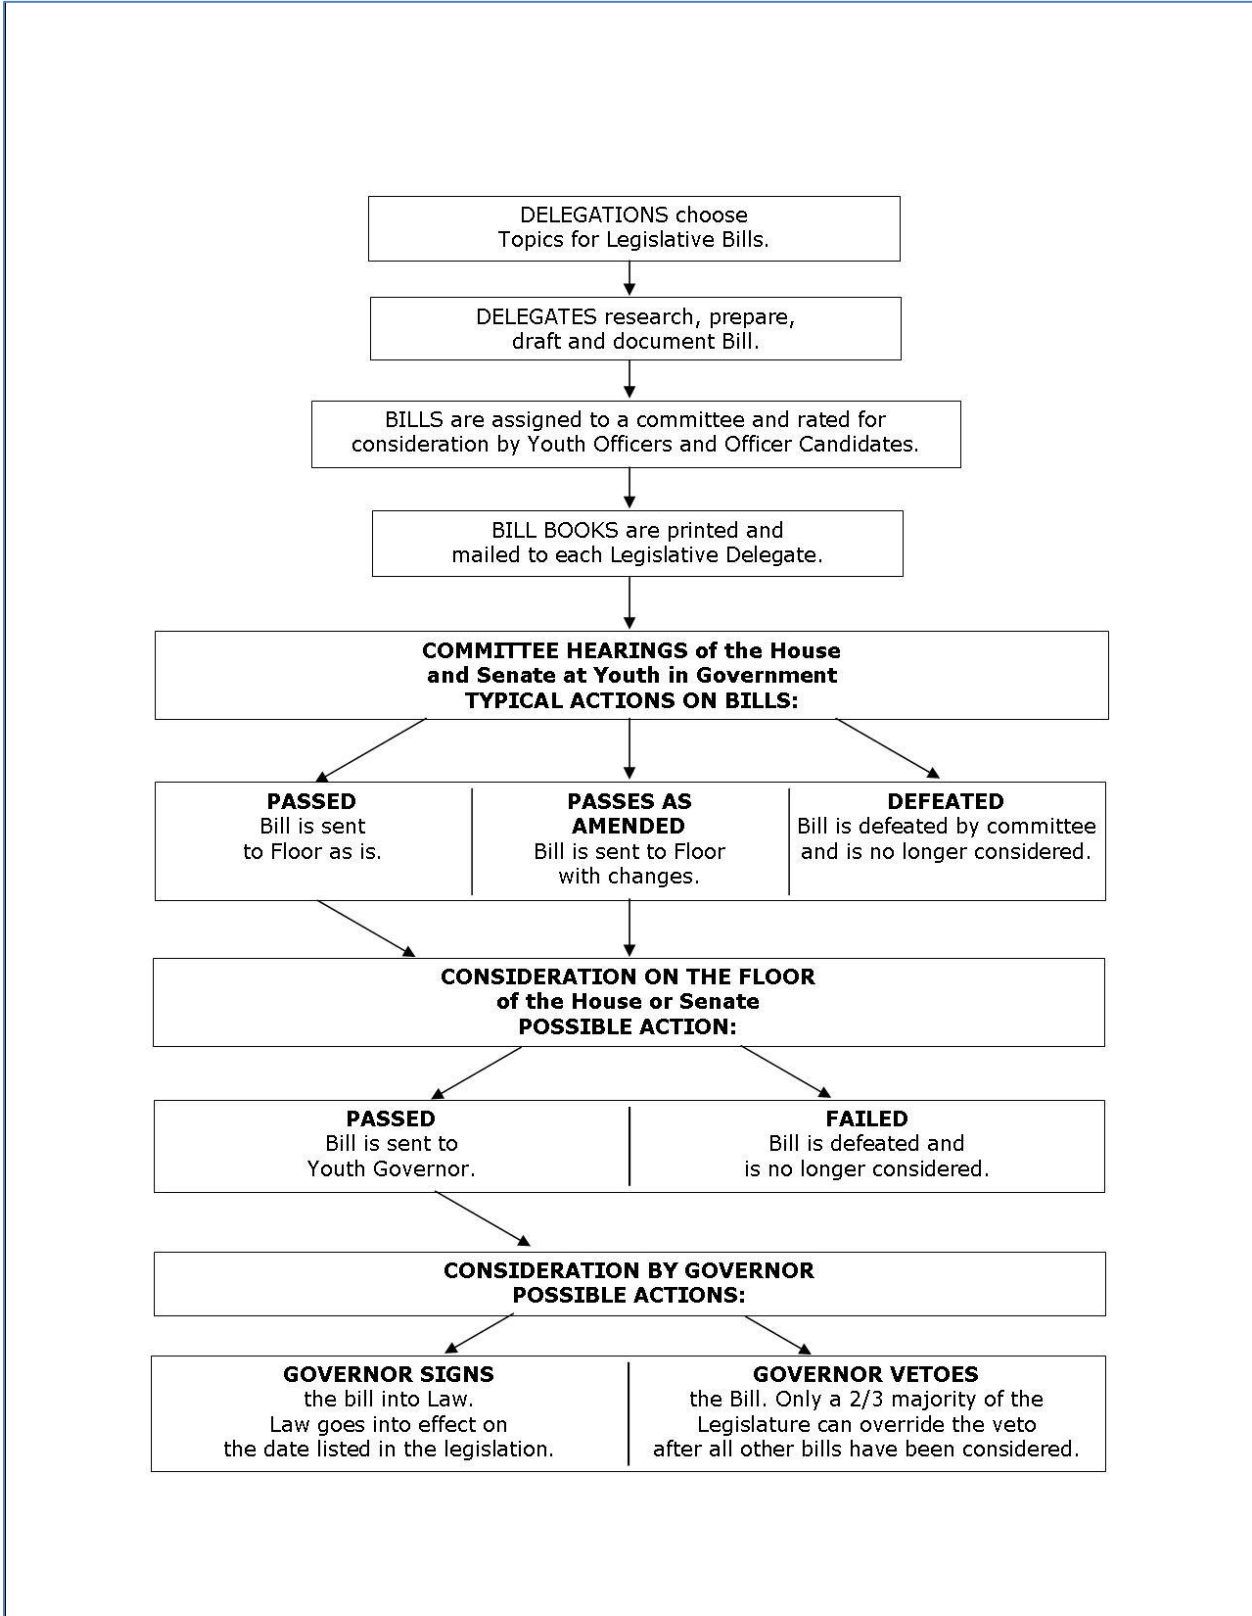 DELEGATIONS choose
Topics for Legislative Bills.
DELEGATES research, prepare,
draft and document Bill.
BILLS are assigned to a committee and rated for
consideration by Youth Officers and Officer Candidates.
BILL BOOKS are printed and
mailed to each Legislative Delegate.
COMMITTEE HEARINGS of the House
and Senate at Youth in Government
TYPICAL ACTIONS ON BILLS:
PASSED
Bill is sent
to Floor as is.
PASSES AS
AMENDED
Bill is sent to Floor
with changes.
DEFEATED
Bill is defeated by committee
and is no longer considered.
CONSIDERATION ON THE FLOOR
of the House or Senate
POSSIBLE ACTION:
PASSED
Bill is sent to
Youth Governor.
FAILED
Bill is defeated and
is no longer considered.
CONSIDERATION BY GOVERNOR
POSSIBLE ACTIONS:
GOVERNOR SIGNS
the bill into Law.
Law goes into effect on
the date listed in the legislation.
GOVERNOR VETOES
the Bill. Only a 2/3 majority of the
Legislature can override the veto
after all other bills have been considered.